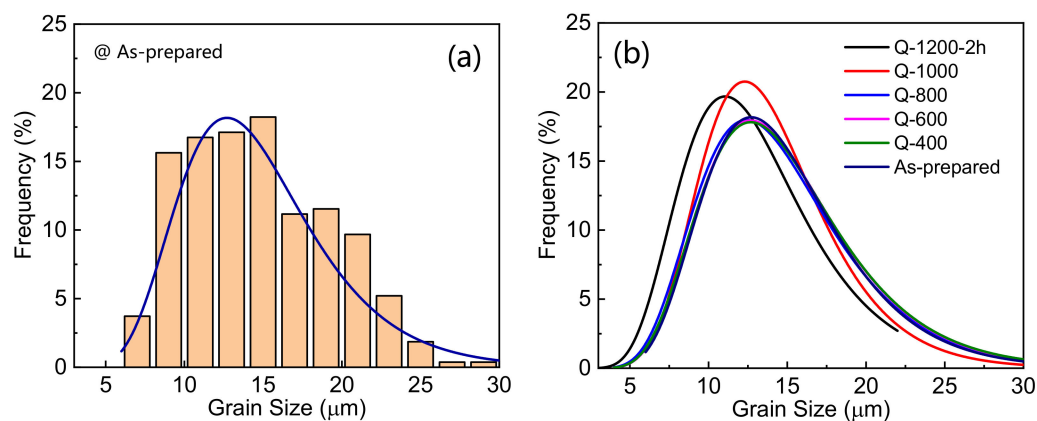 @ As-prepared
(a)
25
20
15
10
5
0
Frequency (%)
5
10
15
20
25
30
Grain Size (μm)
(b)
Q-1200-2h
Q-1000
Q-800
Q-600
Q-400
As-prepared
25
20
15
10
5
0
Frequency (%)
5
10
15
20
25
30
Grain Size (μm)